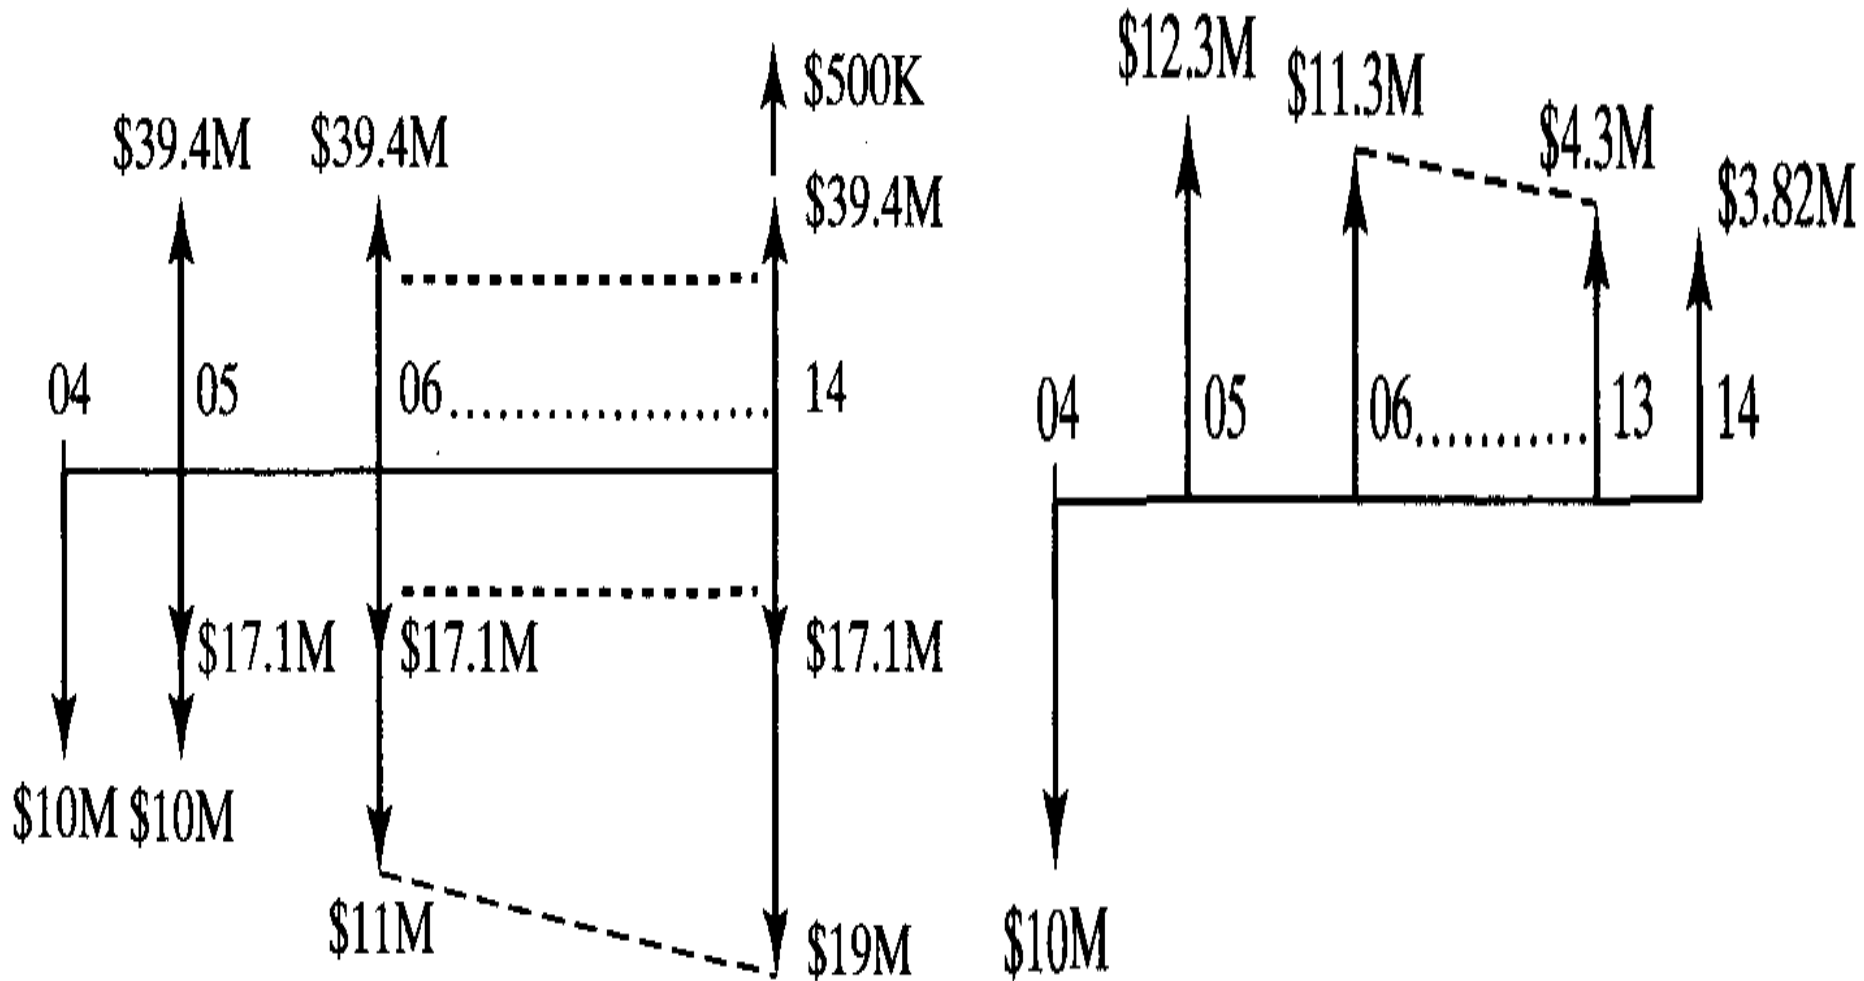 $500K
$39.4M $39.4M
$39.4M
04 05 06 14
$17.1M $17.1M $17.1M
$10M $10M
$11M
$19M
$12.3M
$11.3M
$4.3M
$3.82M
04 05 06 13 14
$10M